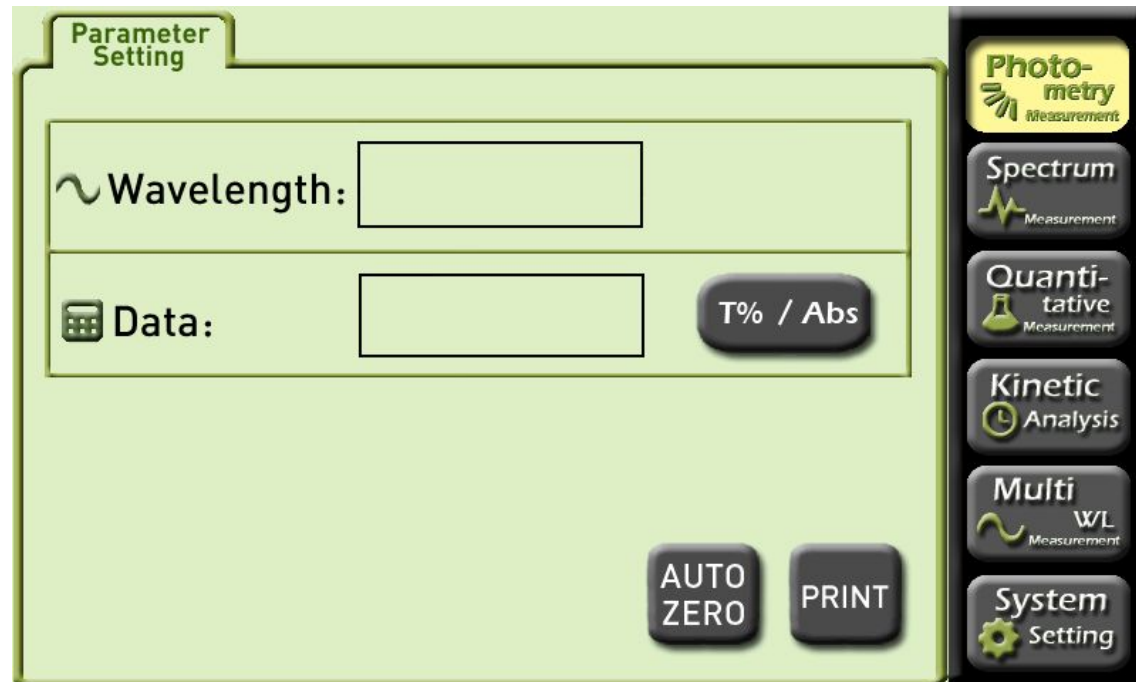 Parameter
Setting
Wavelength:
Data:
T% / Abs
AUTO
ZERO
PRINT
Photo-
metry
Measurement
Spectrum
Measurement
Quanti-
tative
Measurement
Kinetic
Analysis
Multi
WL
Measurement
System
Setting